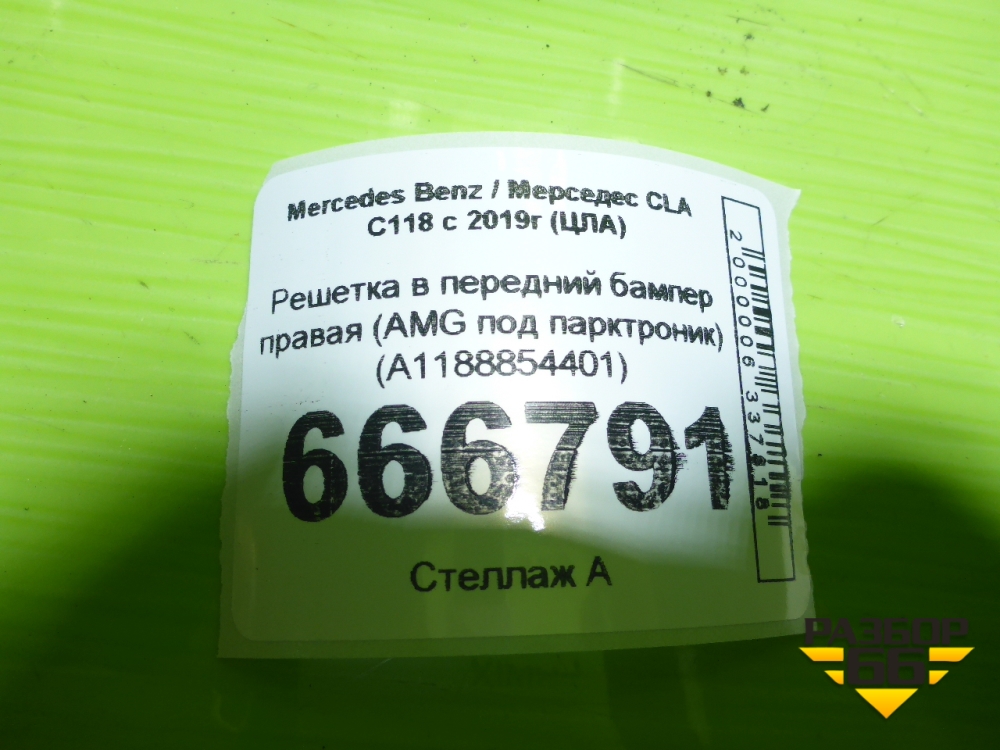 Mercedes Benz / Мерседес CLA
C118 с 2019г (ЦЛА)
Решетка в передний бампер
правая (AMG под парктроник)
(A1188854401)
666791
Стеллаж А
2000006337818
РАЗБОР
66